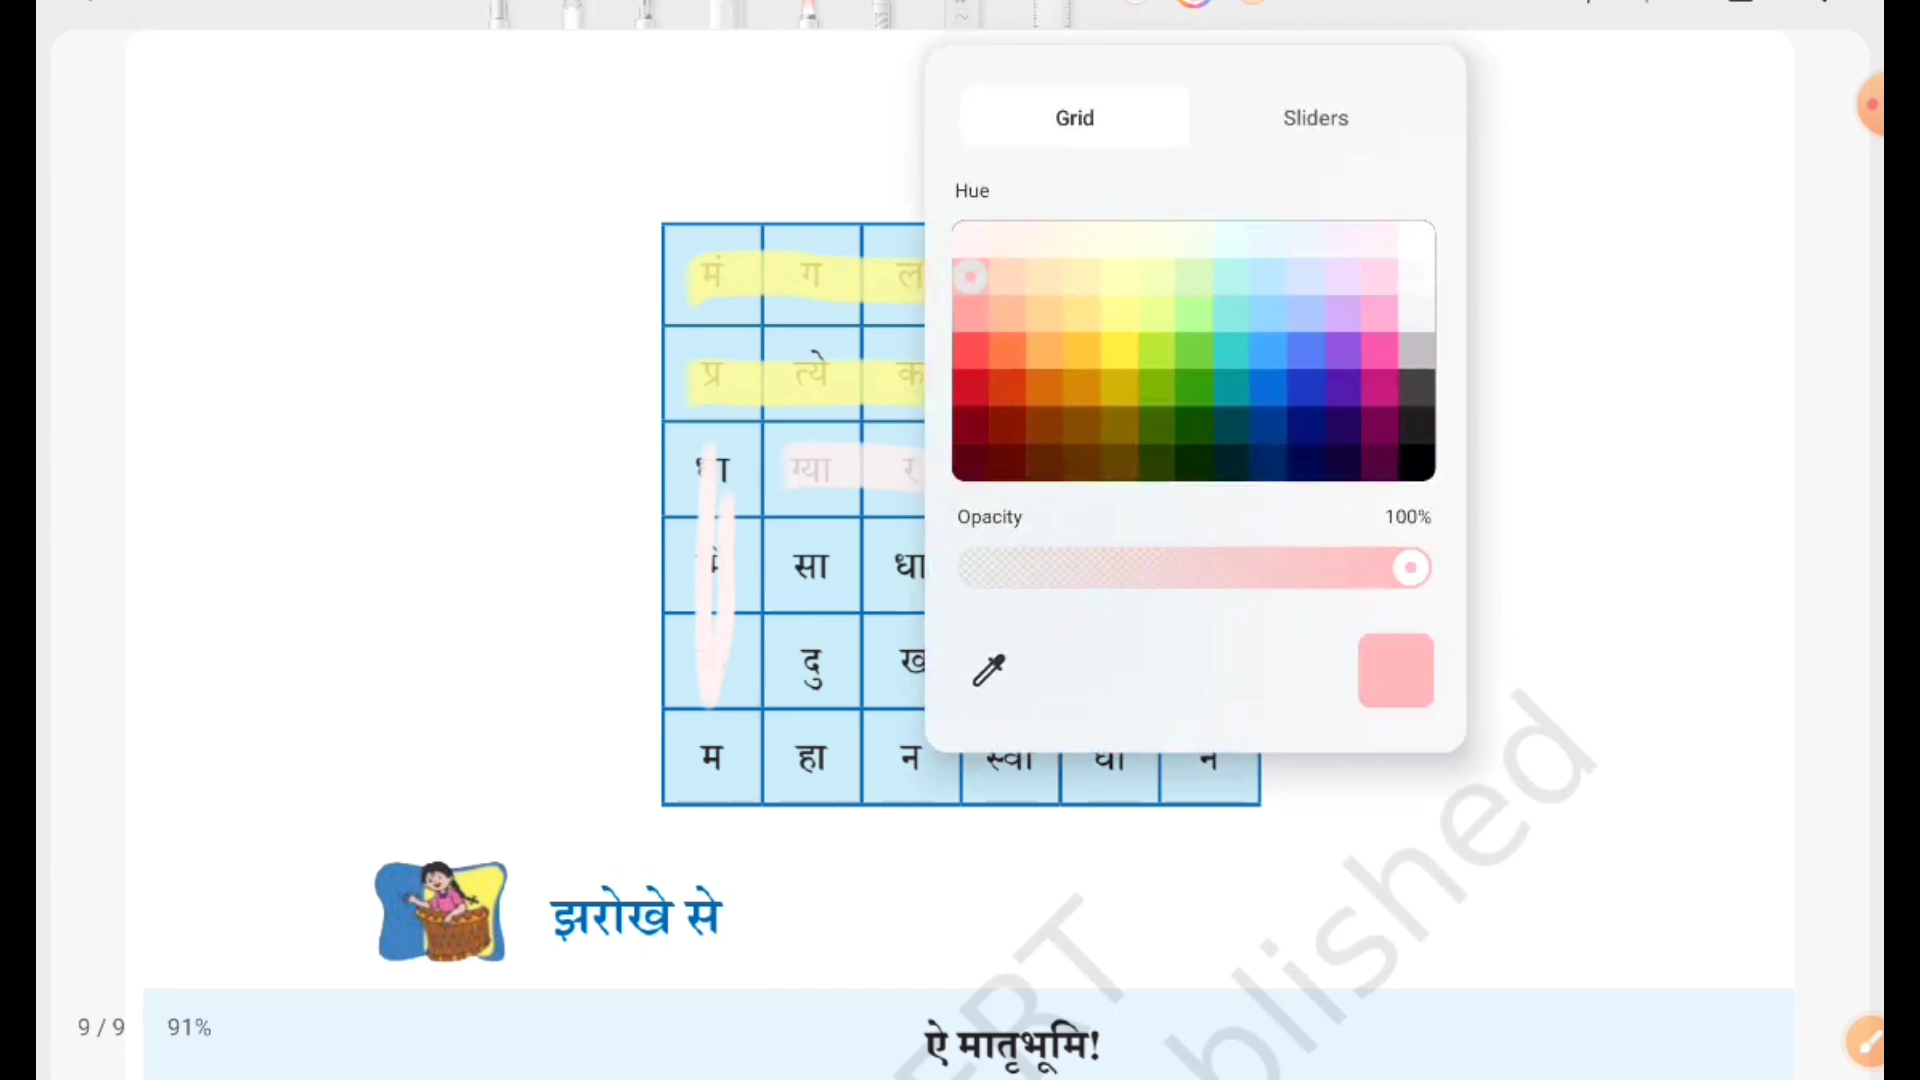 Grid Sliders
Hue
मं ग ल
प्र त्ये क
धा ग्या र
सा धा
दु ख
Opacity 100%
म हा न स्वा धी न
झरोखे से
9 / 9 91%
ऐ मातृभूमि!